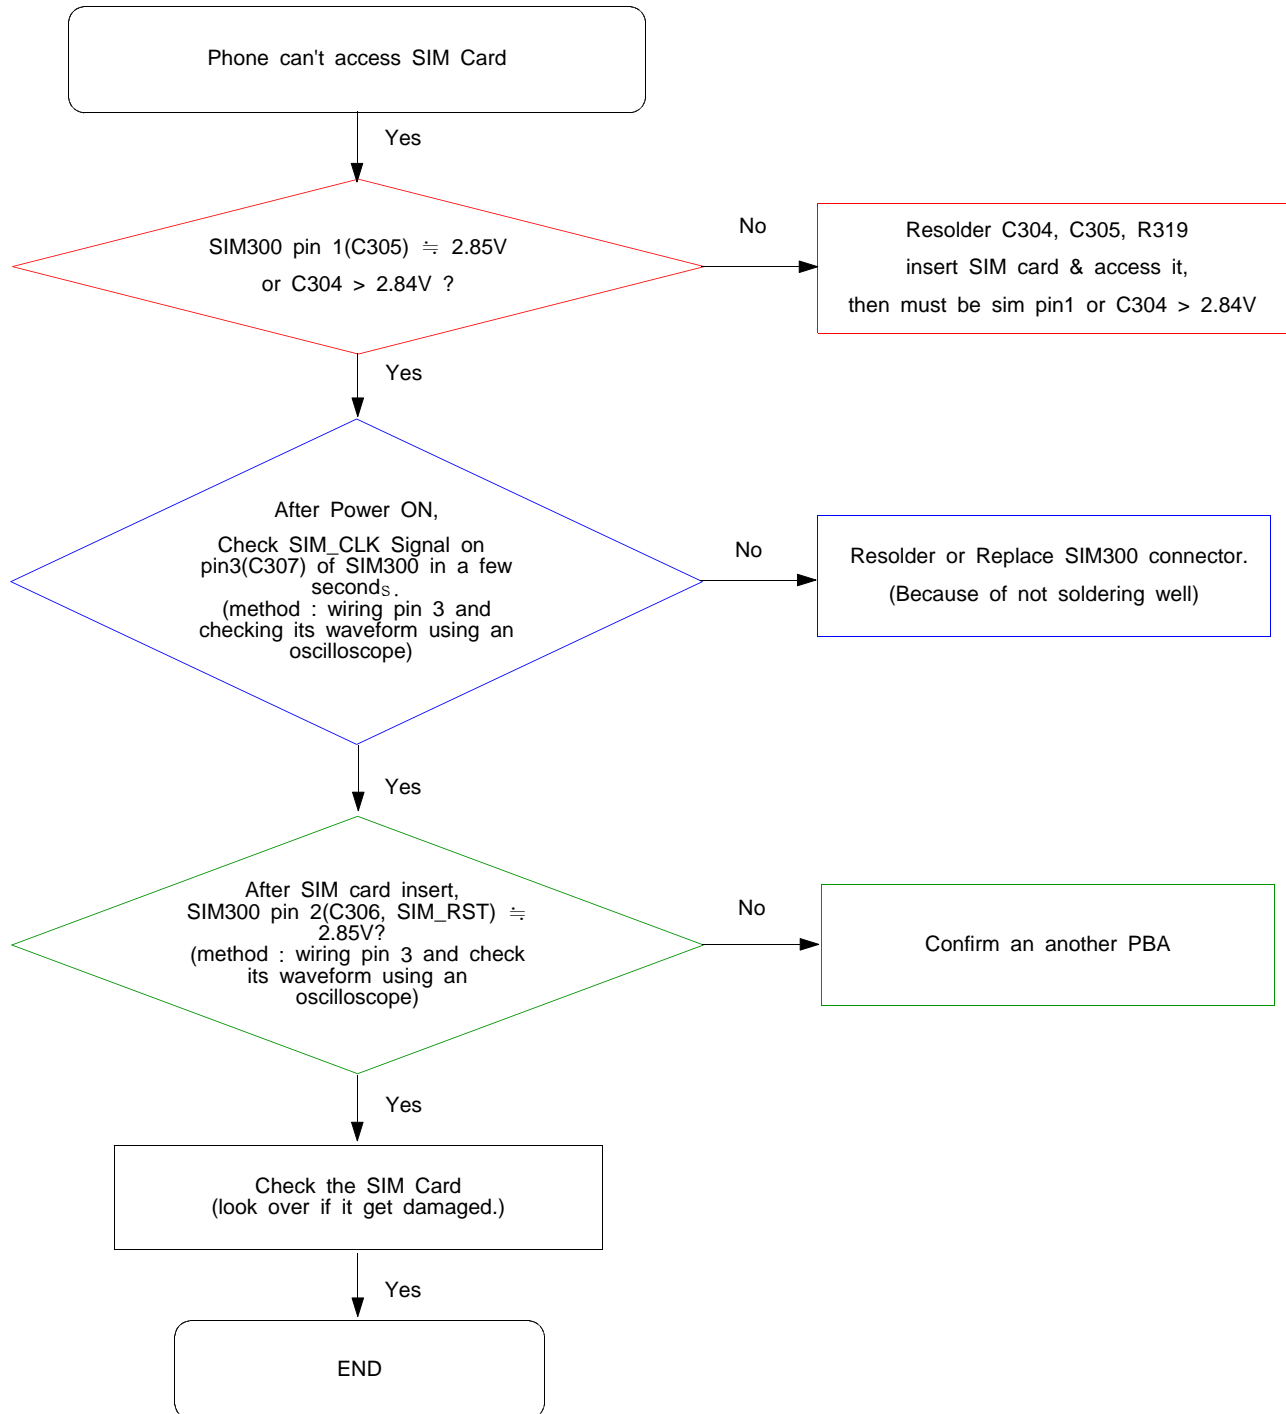 Phone can't access SIM Card
Yes
SIM300 pin 1(C305) ≒ 2.85V
or C304 > 2.84V ?
No
Resolder C304, C305, R319
insert SIM card & access it,
then must be sim pin1 or C304 > 2.84V
Yes
After Power ON,
Check SIM_CLK Signal on
pin3(C307) of SIM300 in a few
seconds.
(method : wiring pin 3 and
checking its waveform using an
oscilloscope)
No
Resolder or Replace SIM300 connector.
(Because of not soldering well)
Yes
After SIM card insert,
SIM300 pin 2(C306, SIM_RST) ≒
2.85V?
(method : wiring pin 3 and check
its waveform using an
oscilloscope)
No
Confirm an another PBA
Yes
Check the SIM Card
(look over if it get damaged.)
Yes
END